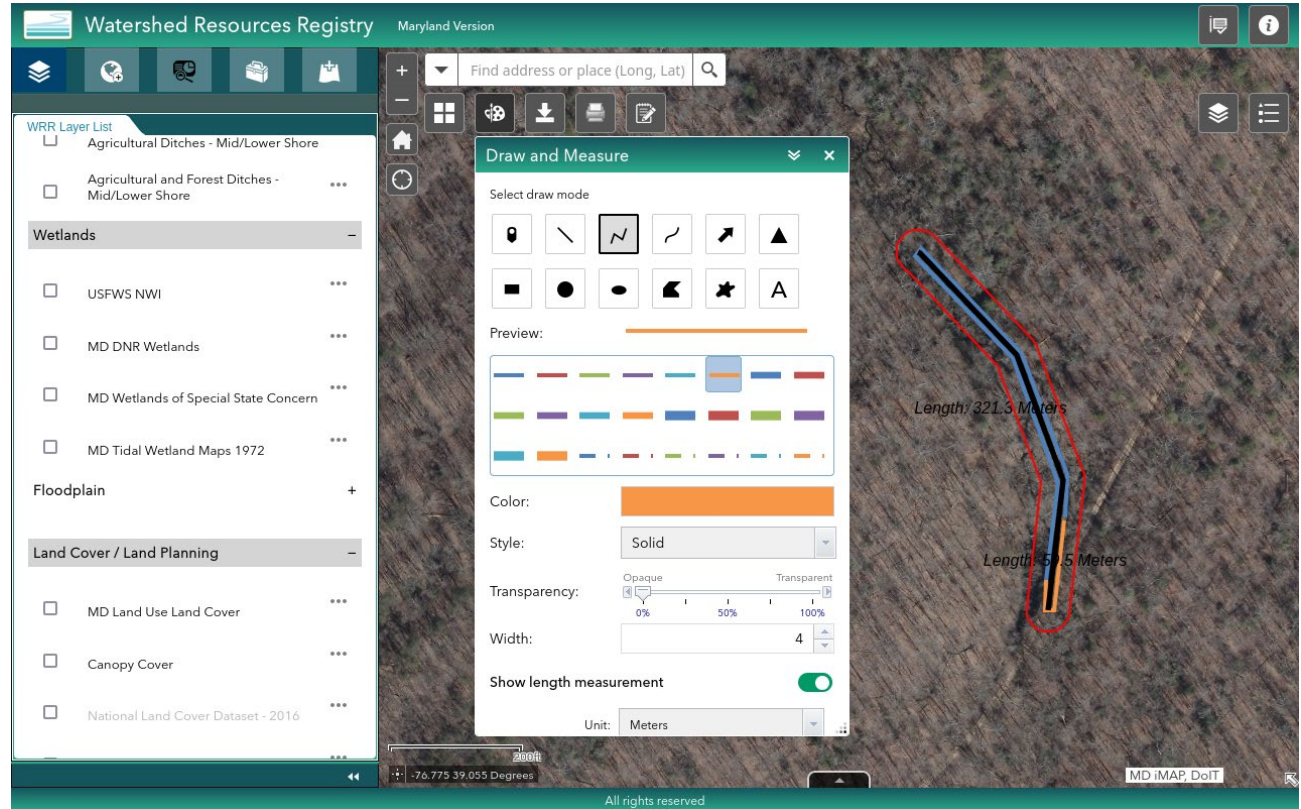 Watershed Resources Registry Maryland Version
Find address or place (Long, Lat)
WRR Layer List
Agricultural Ditches - Mid/Lower Shore
Agricultural and Forest Ditches -
Mid/Lower Shore
Wetlands
USFWS NWI
MD DNR Wetlands
MD Wetlands of Special State Concern
MD Tidal Wetland Maps 1972
Floodplain +
Land Cover / Land Planning
MD Land Use Land Cover
Canopy Cover
National Land Cover Dataset - 2016
Draw and Measure
Select draw mode
A
Preview:
Color:
Style: Solid
Opaque Transparent
Transparency:
0% 50% 100%
Width: 4
Show length measurement
Unit: Meters
Length: 321.3 Meters
Length: 59.5 Meters
200ft
-76.775 39.055 Degrees
MD iMAP, DoIT
All rights reserved